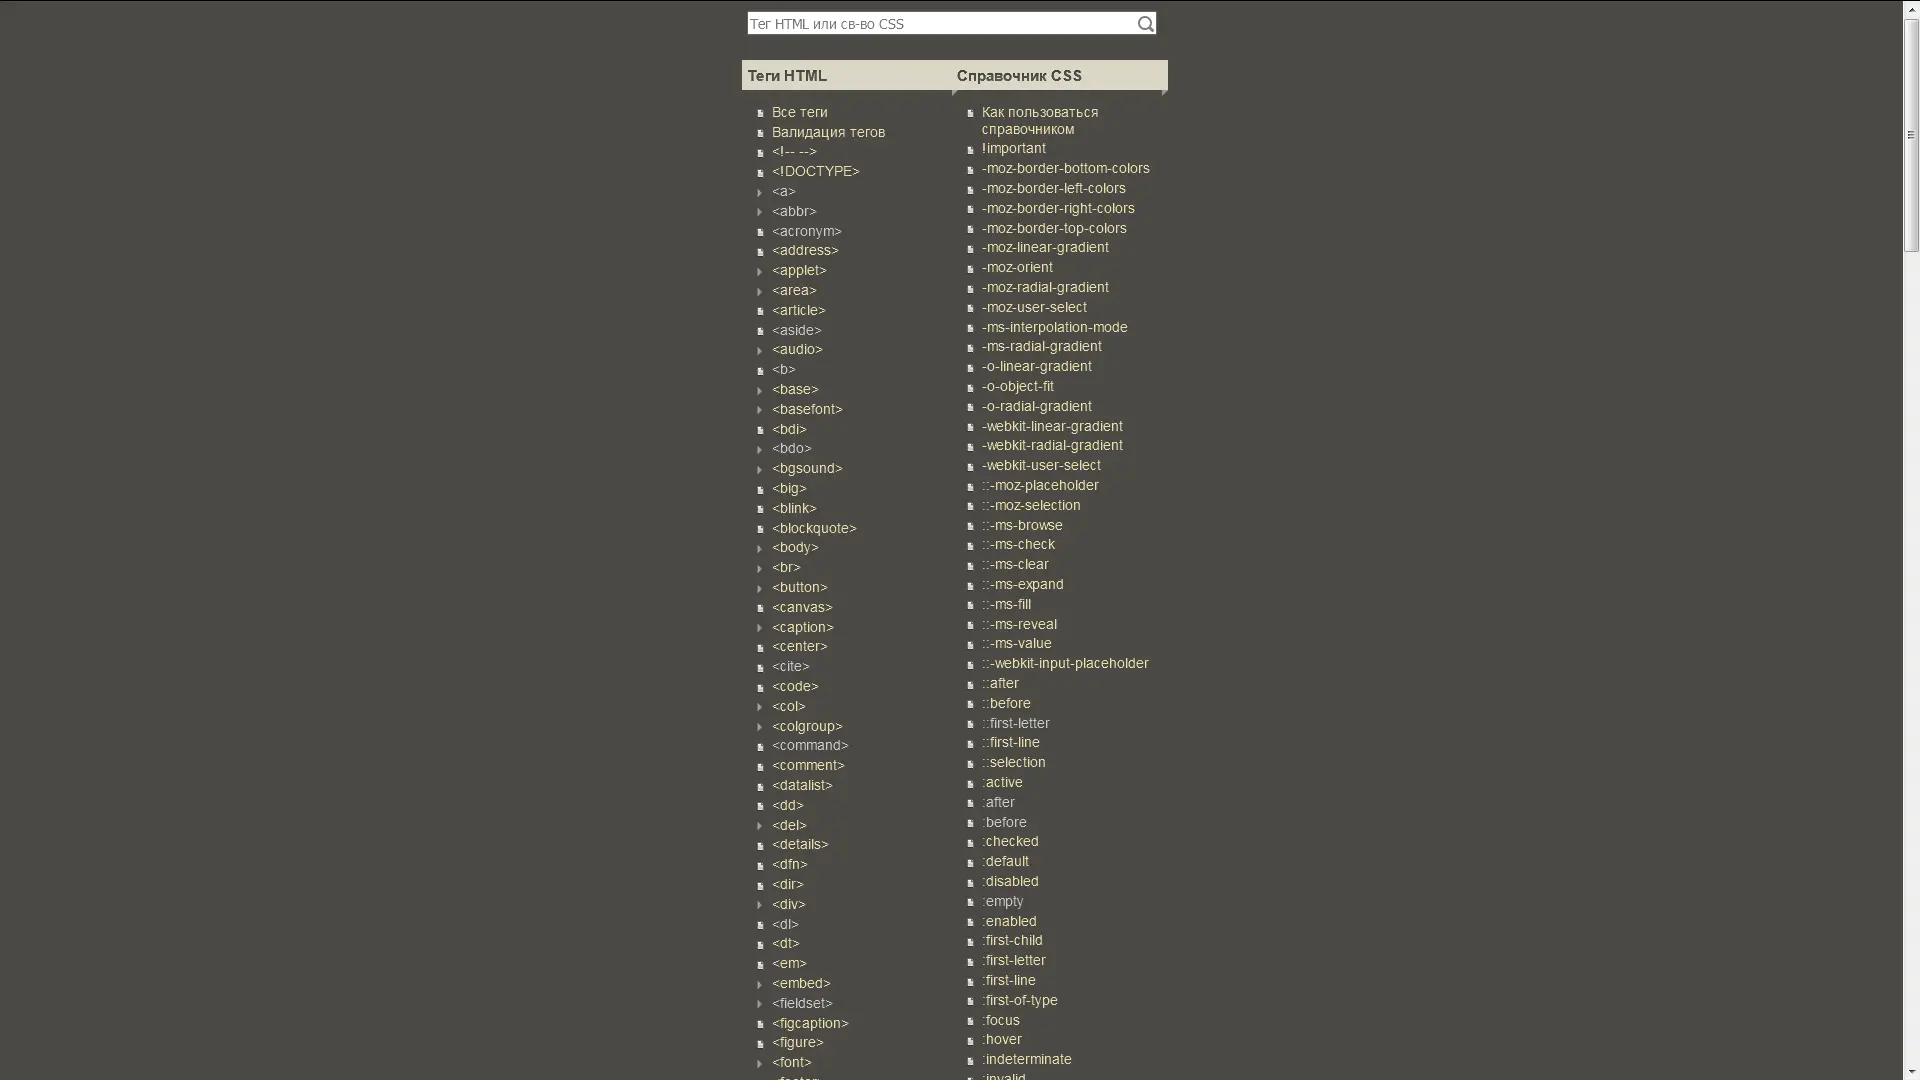 Тег HTML или св-во CSS
Теги HTML
Все теги
Валидация тегов
<!-- -->
<!DOCTYPE>
<a>
<abbr>
<acronym>
<address>
<applet>
<area>
<article>
<aside>
<audio>
<b>
<base>
<basefont>
<bdi>
<bdo>
<bgsound>
<big>
<blink>
<blockquote>
<body>
<br>
<button>
<canvas>
<caption>
<center>
<cite>
<code>
<col>
<colgroup>
<command>
<comment>
<datalist>
<dd>
<del>
<details>
<dfn>
<dir>
<div>
<dl>
<dt>
<em>
<embed>
<fieldset>
<figcaption>
<figure>
<font>
Справочник CSS
Как пользоваться
справочником
!important
-moz-border-bottom-colors
-moz-border-left-colors
-moz-border-right-colors
-moz-border-top-colors
-moz-linear-gradient
-moz-orient
-moz-radial-gradient
-moz-user-select
-ms-interpolation-mode
-ms-radial-gradient
-o-linear-gradient
-o-object-fit
-o-radial-gradient
-webkit-linear-gradient
-webkit-radial-gradient
-webkit-user-select
::-moz-placeholder
::-moz-selection
::-ms-browse
::-ms-check
::-ms-clear
::-ms-expand
::-ms-fill
::-ms-reveal
::-ms-value
::-webkit-input-placeholder
::after
::before
::first-letter
::first-line
::selection
:active
:after
:before
:checked
:default
:disabled
:empty
:enabled
:first-child
:first-letter
:first-line
:first-of-type
:focus
:hover
:indeterminate
:invalid